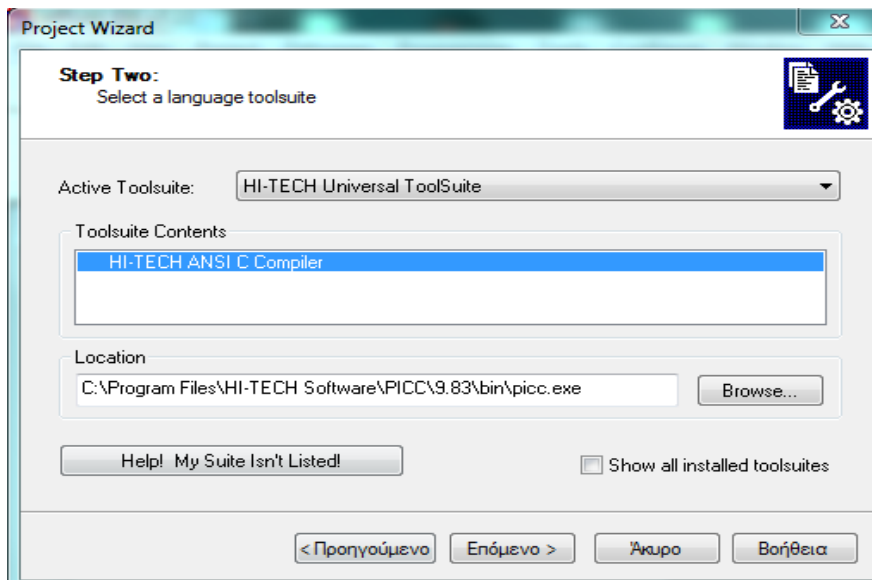 Project Wizard
Step Two:
Select a language toolsuite
Active Toolsuite: HI-TECH Universal ToolSuite
Toolsuite Contents
HI-TECH ANSI C Compiler
Location
C:\Program Files\HI-TECH Software\PICC\9.83\bin\picc.exe Browse...
Help! My Suite Isn't Listed! Show all installed toolsuites
< Προηγούμενο Επόμενο > Άκυρο Βοήθεια